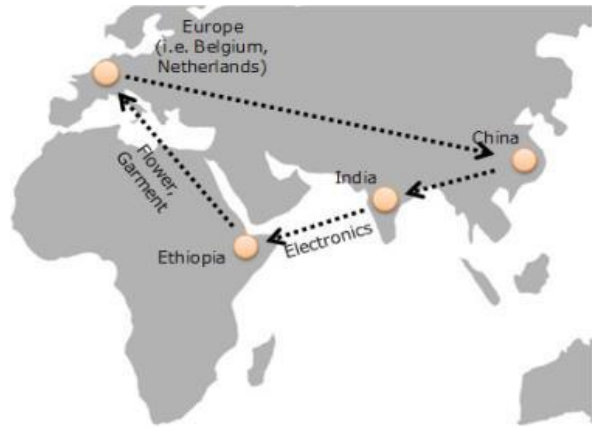 Europe
(i.e. Belgium,
Netherlands)
China
India
Flower,
Garment
Ethiopia
Electronics